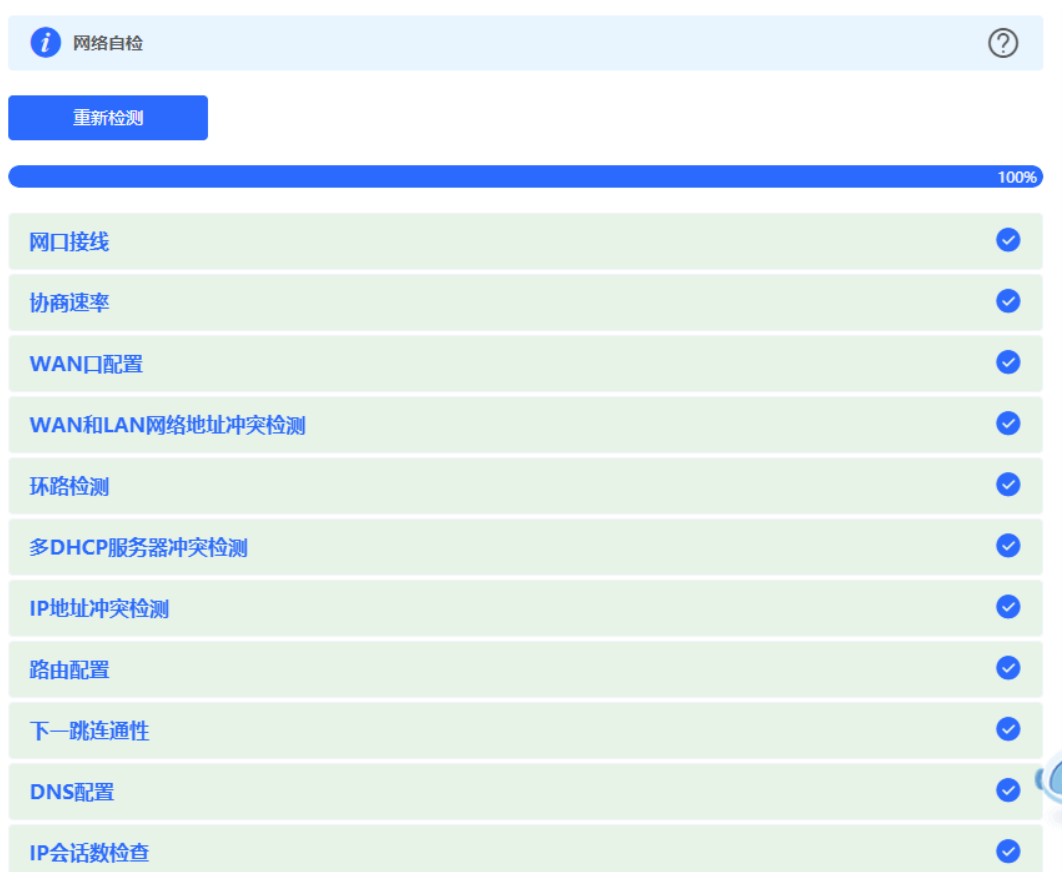 网络自检
重新检测
100%
网口接线
协商速率
WAN口配置
WAN和LAN网络地址冲突检测
环路检测
多DHCP服务器冲突检测
IP地址冲突检测
路由配置
下一跳连通性
DNS配置
IP会话数检查